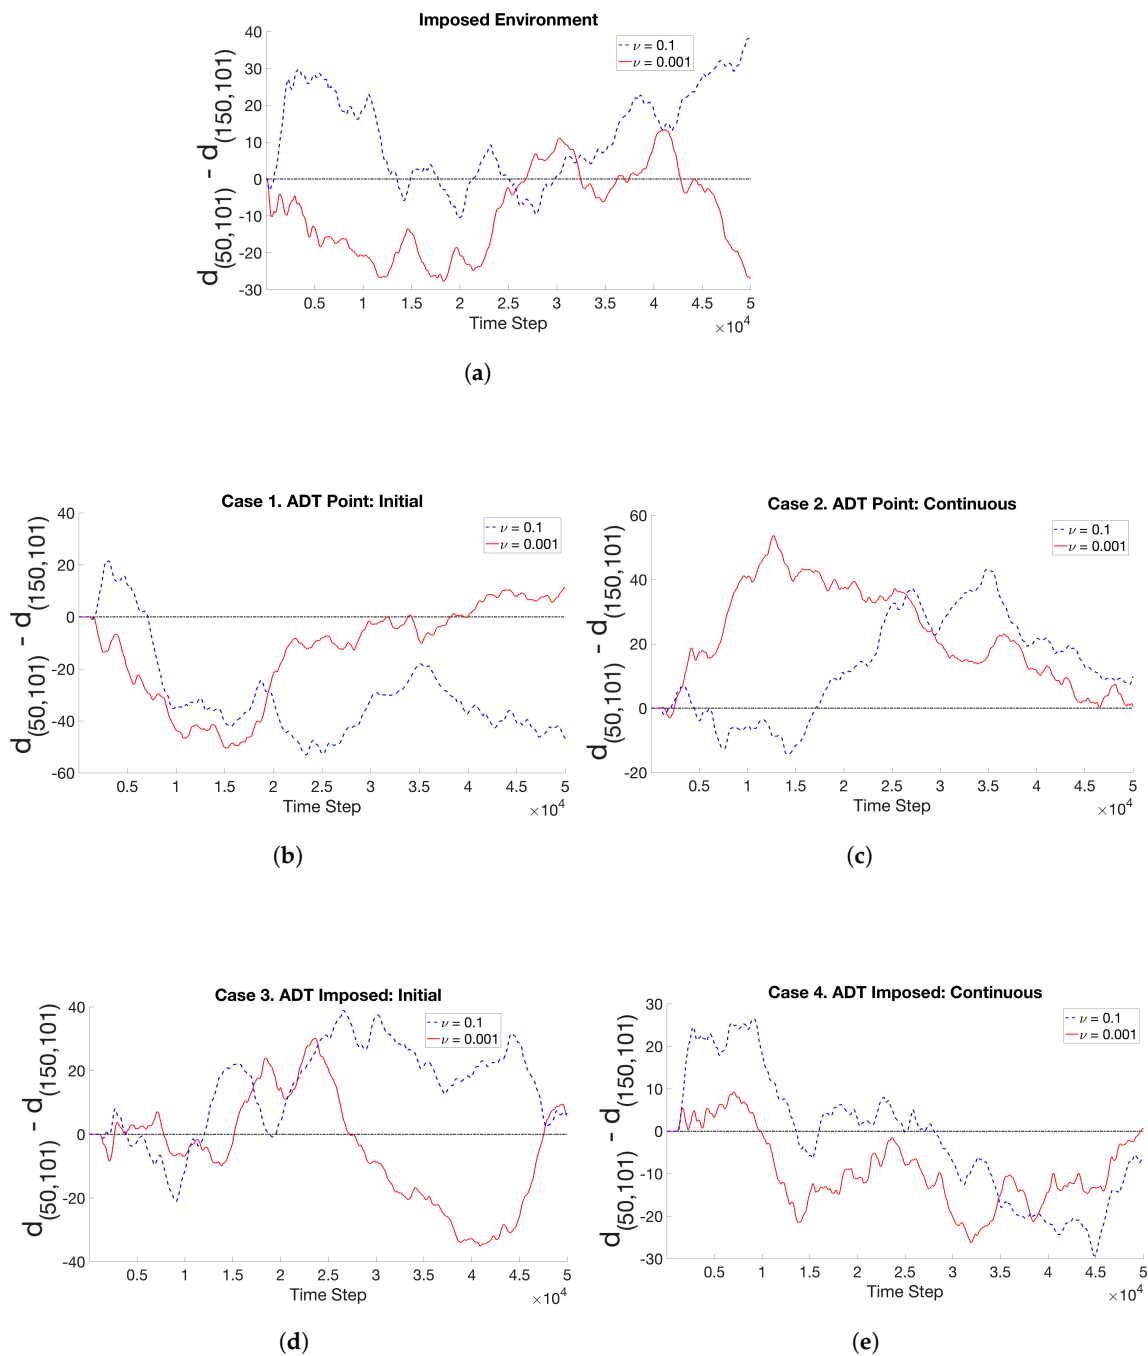 Imposed Environment
d(50,101) - d(150,101)
40
30
20
10
0
-10
-20
-30
ν = 0.1
ν = 0.001
0.5 1 1.5 2 2.5 3 3.5 4 4.5 5
Time Step
×10^4
(a)
Case 1. ADT Point: Initial
d(50,101) - d(150,101)
40
20
0
-20
-40
-60
ν = 0.1
ν = 0.001
0.5 1 1.5 2 2.5 3 3.5 4 4.5 5
Time Step
×10^4
(b)
Case 2. ADT Point: Continuous
d(50,101) - d(150,101)
60
40
20
0
-20
ν = 0.1
ν = 0.001
0.5 1 1.5 2 2.5 3 3.5 4 4.5 5
Time Step
×10^4
(c)
Case 3. ADT Imposed: Initial
d(50,101) - d(150,101)
40
20
0
-20
-40
ν = 0.1
ν = 0.001
0.5 1 1.5 2 2.5 3 3.5 4 4.5 5
Time Step
×10^4
(d)
Case 4. ADT Imposed: Continuous
d(50,101) - d(150,101)
30
20
10
0
-10
-20
-30
ν = 0.1
ν = 0.001
0.5 1 1.5 2 2.5 3 3.5 4 4.5 5
Time Step
×10^4
(e)